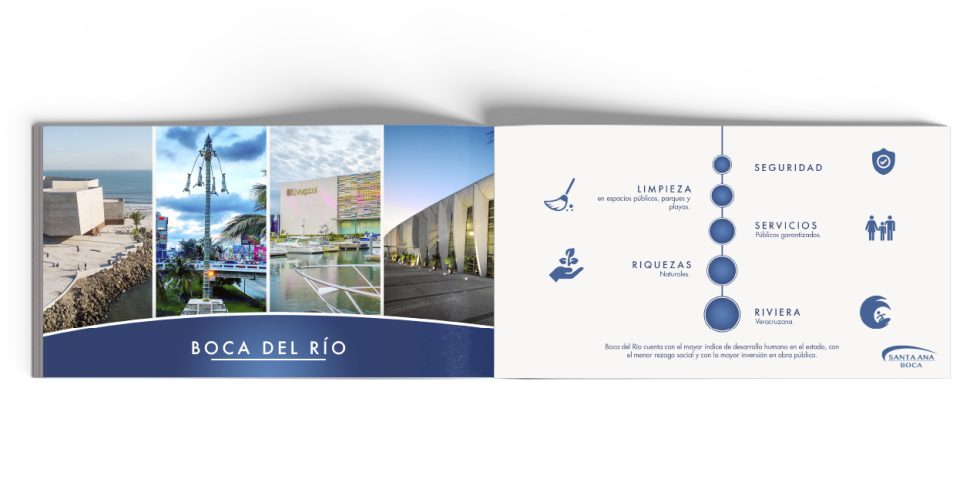 Liverpool
BOCA DEL RÍO
SEGURIDAD
LIMPIEZA
en espacios públicos, parques y
playas.
SERVICIOS
Públicos garantizados.
RIQUEZAS
Naturales.
RIVIERA
Veracruzana.
Boca del Río cuenta con el mayor índice de desarrollo humano en el estado, con
el menor rezago social y con la mayor inversión en obra pública.
SANTA ANA
BOCA